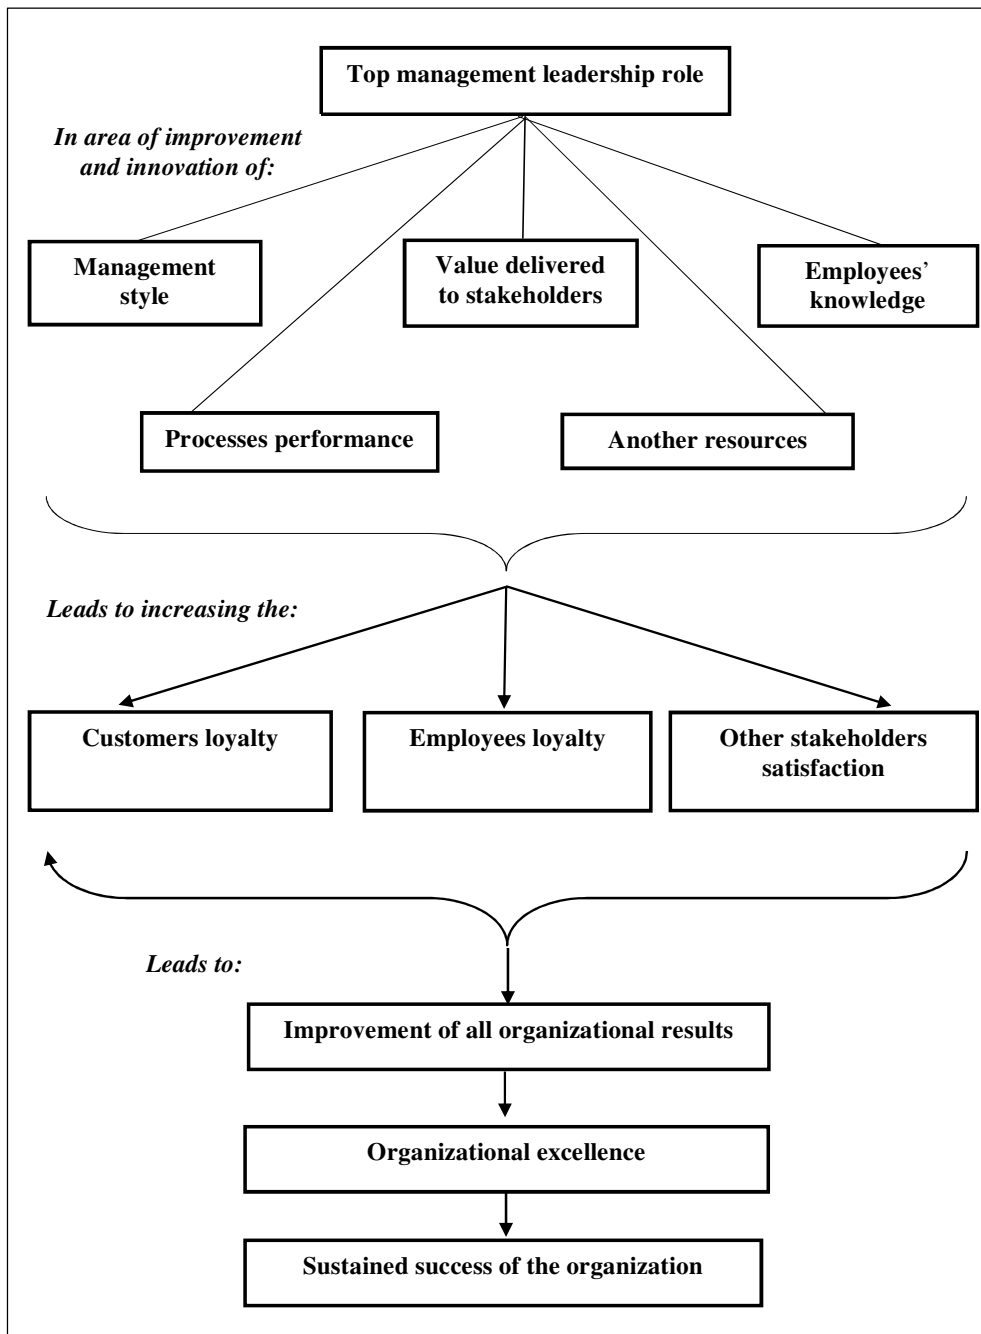 Top management leadership role
In area of improvement
and innovation of:
Management
style
Value delivered
to stakeholders
Employees’
knowledge
Processes performance
Another resources
Leads to increasing the:
Customers loyalty
Employees loyalty
Other stakeholders
satisfaction
Leads to:
Improvement of all organizational results
Organizational excellence
Sustained success of the organization